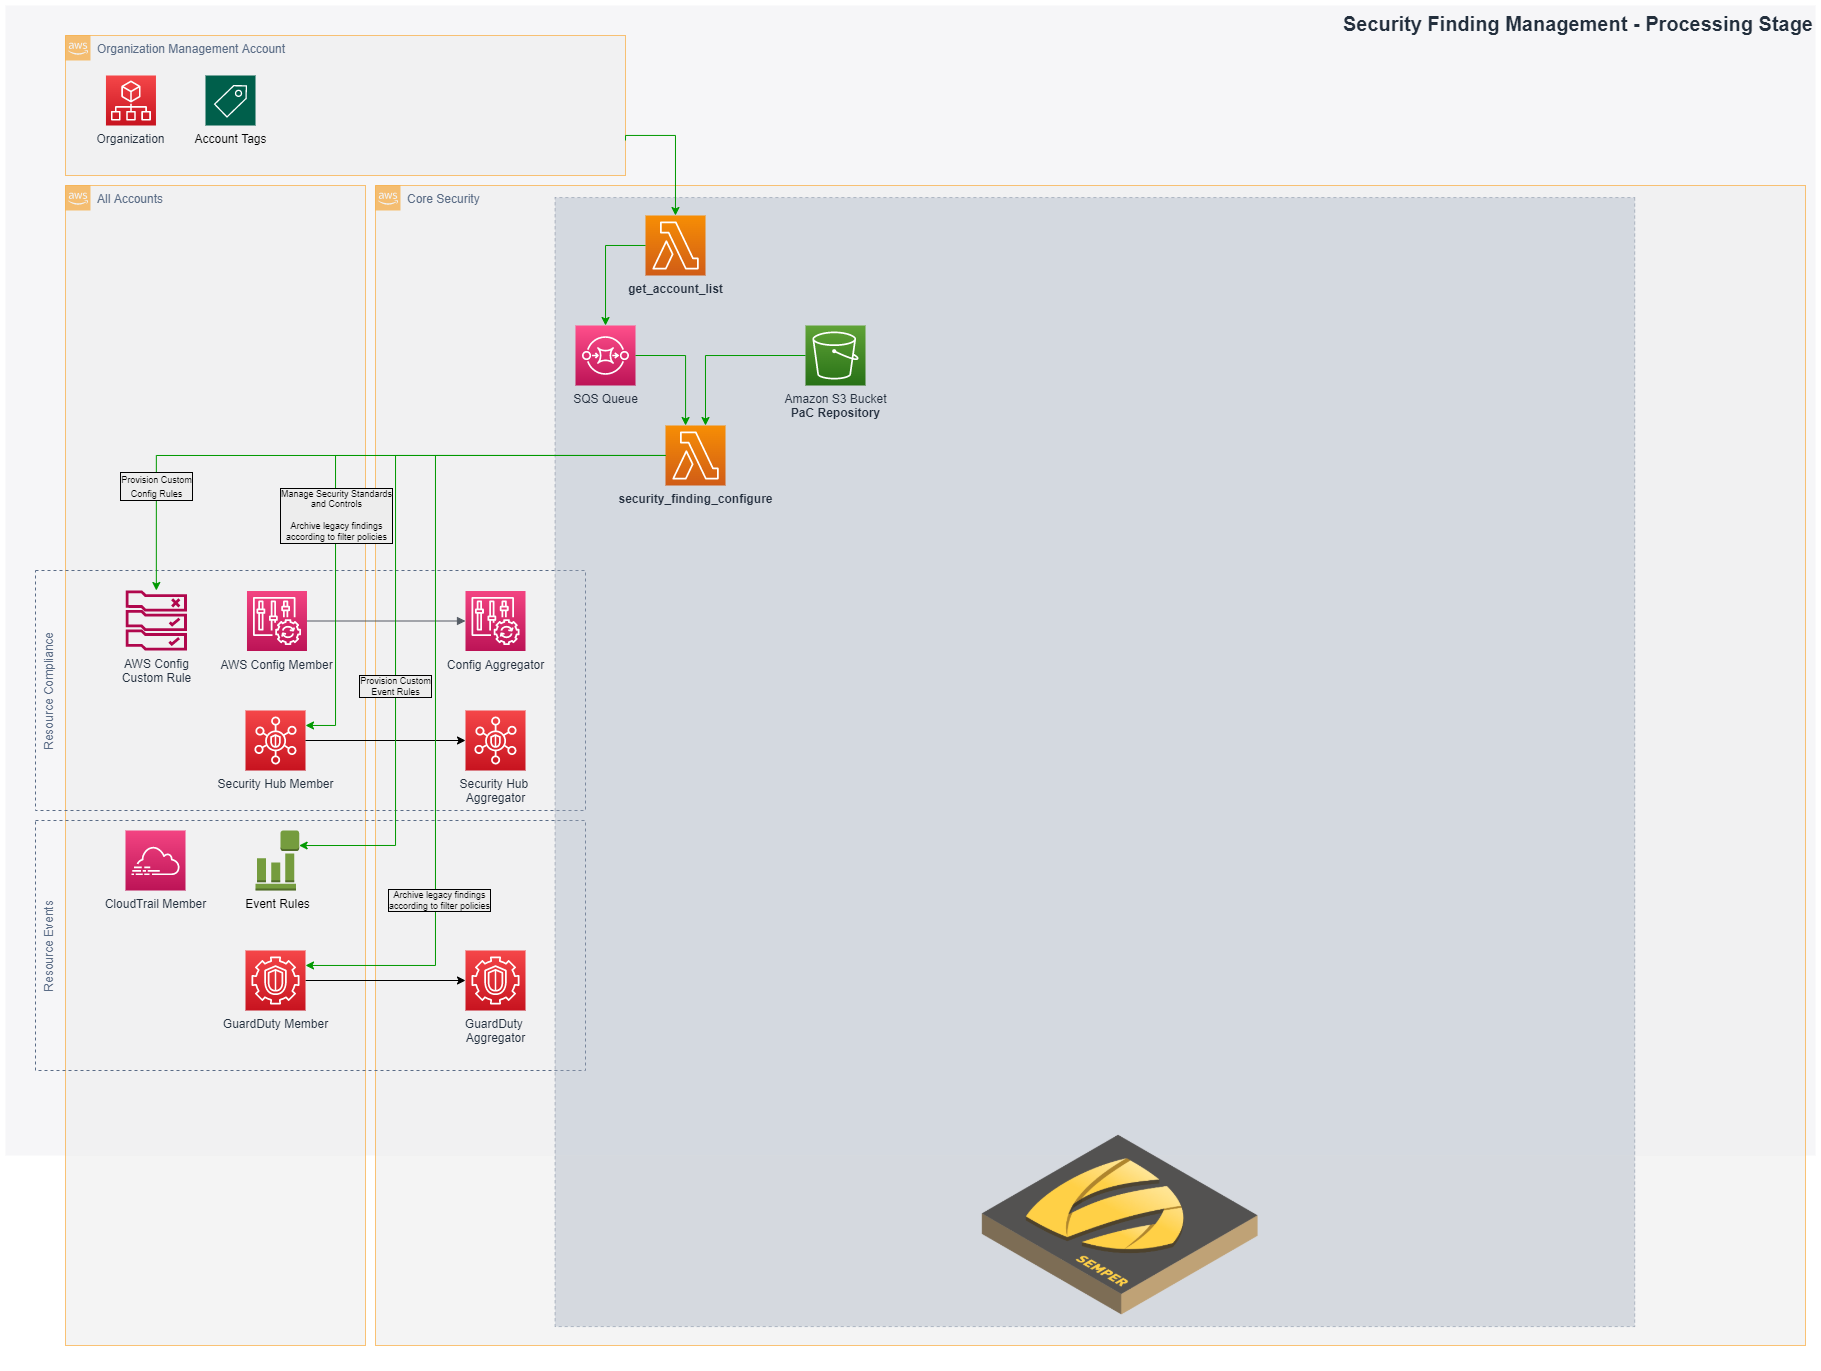 Security Finding Management - Processing Stage
aws
Organization Management Account
Organization
Account Tags
aws
All Accounts
aws
Core Security
get_account_list
SQS Queue
Amazon S3 Bucket
PaC Repository
security_finding_configure
Provision Custom
Config Rules
Manage Security Standards
and Controls
Archive legacy findings
according to filter policies
Resource Compliance
AWS Config
Custom Rule
AWS Config Member
Config Aggregator
Provision Custom
Event Rules
Security Hub Member
Security Hub
Aggregator
Resource Events
CloudTrail Member
Event Rules
Archive legacy findings
according to filter policies
GuardDuty Member
GuardDuty
Aggregator
SEMPER